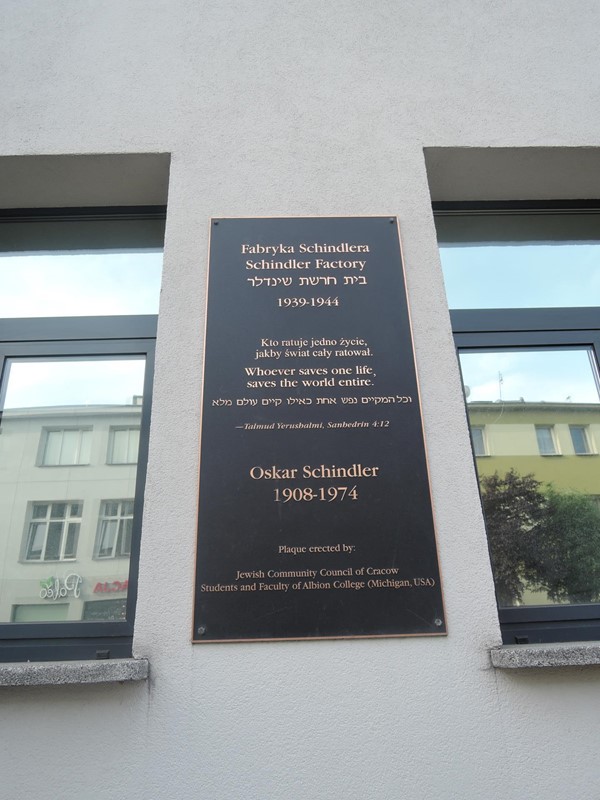 Fabryka Schindlera
Schindler Factory
בית חרשת שינדלר
1939-1944
Kto ratuje jedno życie,
jakby świat cały ratował.
Whoever saves one life,
saves the world entire.
וכל המקיים נפש אחת כאילו קיים עולם מלא
—Talmud Yerushalmi, Sanhedrin 4:12
Oskar Schindler
1908-1974
Plaque erected by:
Jewish Community Council of Cracow
Students and Faculty of Albion College (Michigan, USA)
Paleo